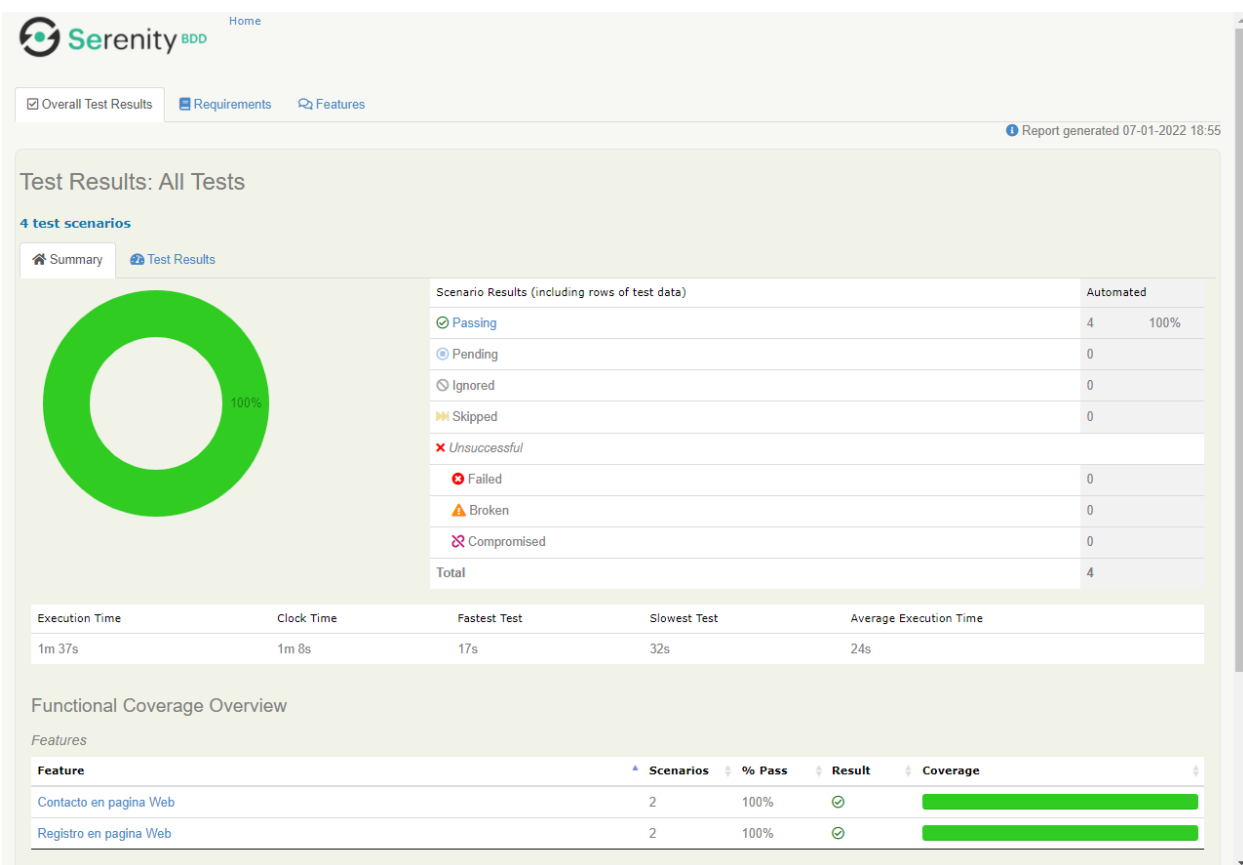 Home
Serenity BDD
Overall Test Results Requirements Features
Report generated 07-01-2022 18:55
Test Results: All Tests
4 test scenarios
Summary Test Results
Scenario Results (including rows of test data) Automated
Passing 4 100%
Pending 0
Ignored 0
100%
Skipped 0
Unsuccessful
Failed 0
Broken 0
Compromised 0
Total 4
Execution Time Clock Time Fastest Test Slowest Test Average Execution Time
1m 37s 1m 8s 17s 32s 24s
Functional Coverage Overview
Features
Feature Scenarios % Pass Result Coverage
Contacto en pagina Web 2 100%
Registro en pagina Web 2 100%